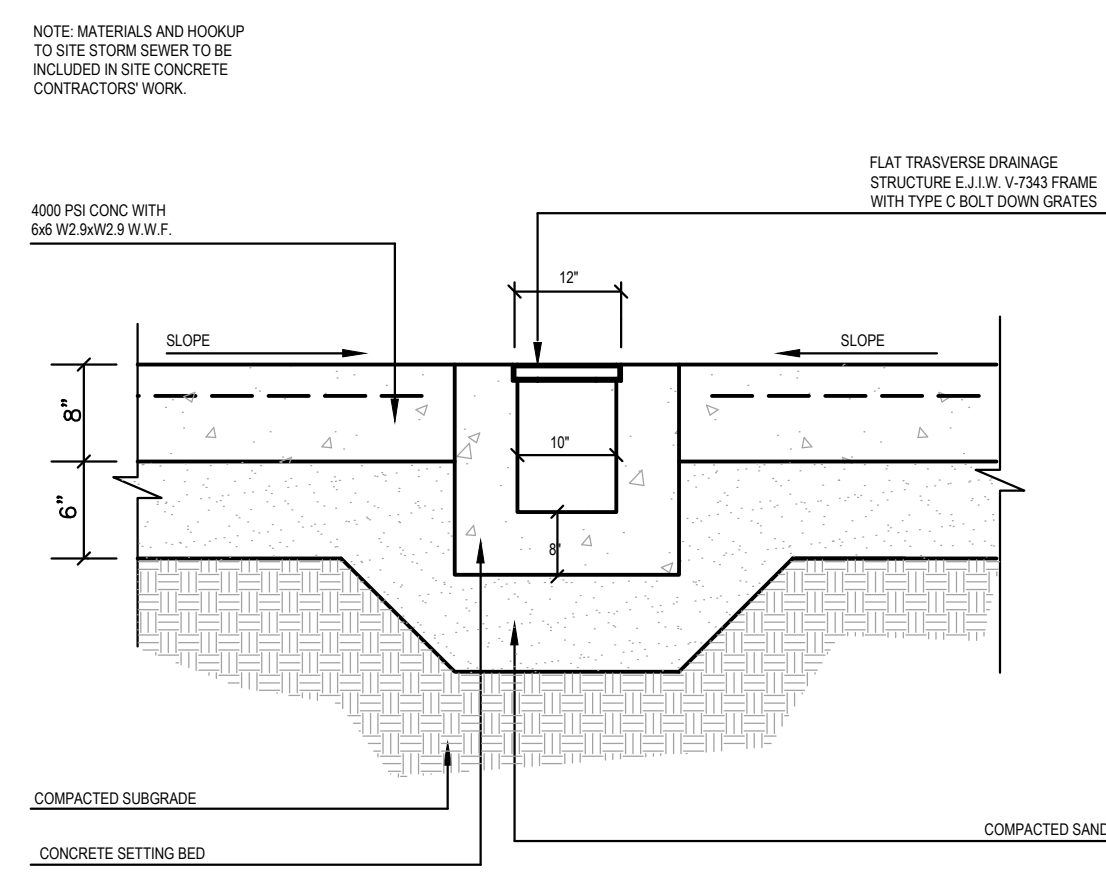 NOTE: MATERIALS AND HOOKUP
TO SITE STORM SEWER TO BE
INCLUDED IN SITE CONCRETE
CONTRACTORS' WORK.
FLAT TRASVERSE DRAINAGE
STRUCTURE E.J.I.W. V-7343 FRAME
WITH TYPE C BOLT DOWN GRATES
4000 PSI CONC WITH
6x6 W2.9xW2.9 W.W.F.
12"
SLOPE
SLOPE
8"
10"
6"
8"
COMPACTED SUBGRADE
COMPACTED SAND
CONCRETE SETTING BED